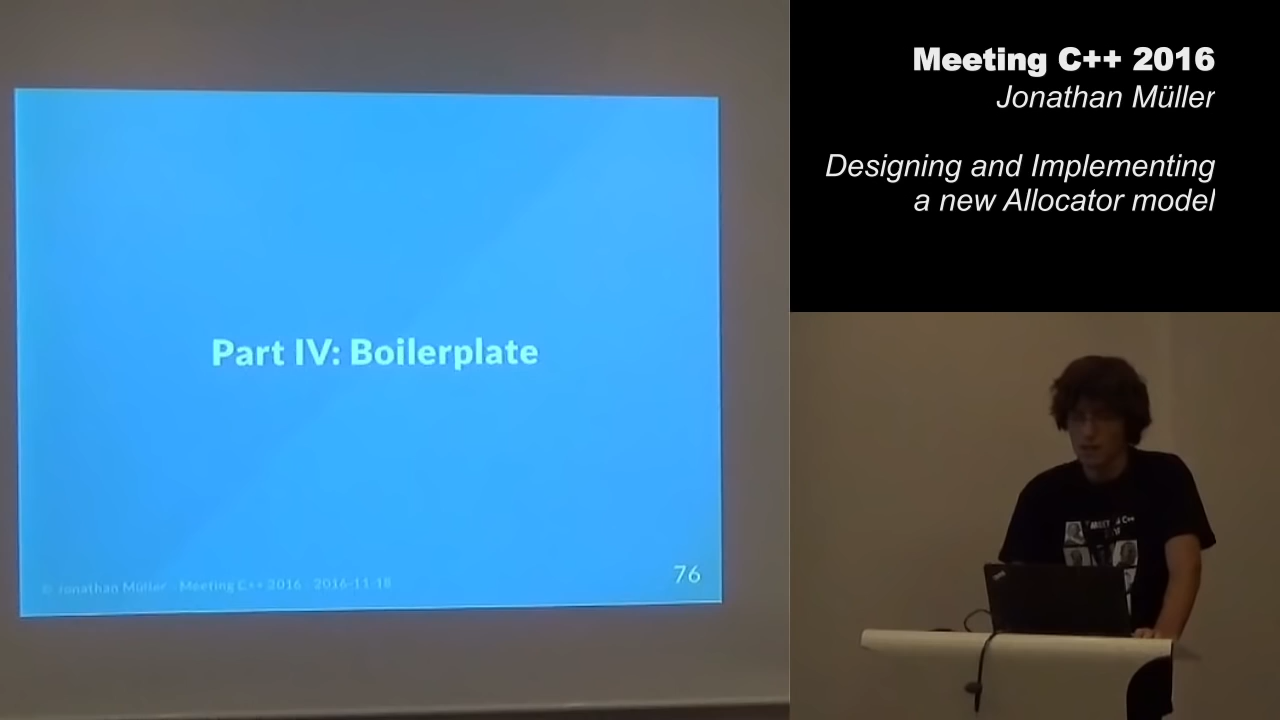 Part IV: Boilerplate
© Jonathan Müller - Meeting C++ 2016 2016-11-18
76
Meeting C++ 2016
Jonathan Müller
Designing and Implementing
a new Allocator model